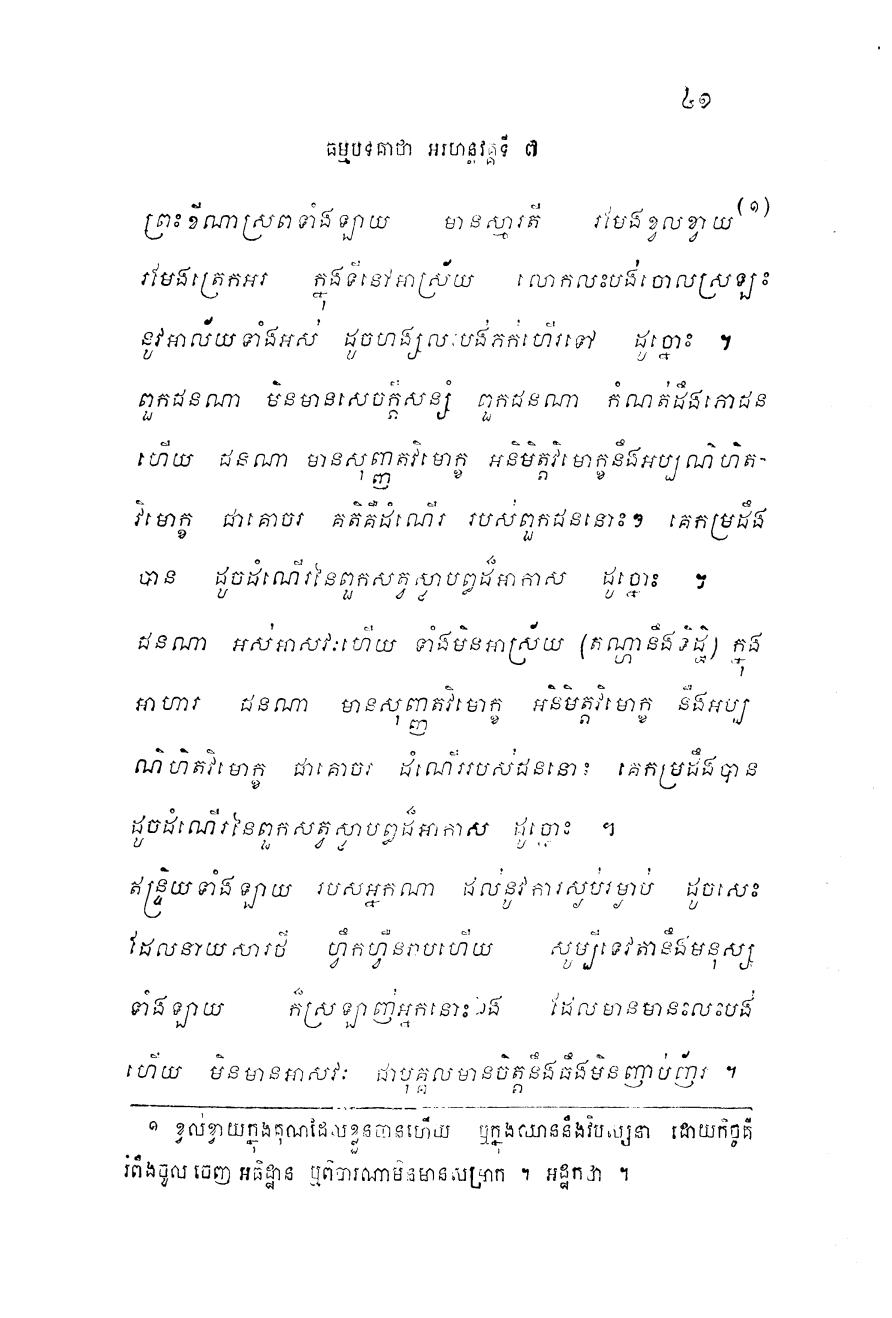 ៤១
ធម្មបទគាថា អរហន្តវគ្គទី ៧
ព្រះខីណាស្រពទាំងឡាយ មានស្មារតី រមែងខ្វល់ខ្វាយ(១)
រមែងត្រេកអរ ក្នុងទីនៅអាស្រ័យ លោកលះបង់ចោលស្រឡះ
នូវអាល័យទាំងអស់ ដូចហង្សលះបង់ភក់ហើរទៅ ដូច្នោះ ។
ពួកជនណា មិនមានសេចក្តីសន្សំ ពួកជនណា កំណត់ដឹងភោជន
ហើយ ជនណា មានសុញ្ញតវិមោក្ខ អនិមិត្តវិមោក្ខនឹងអប្បណិហិត-
វិមោក្ខ ជាគោចរ គតិគឺដំណើរ របស់ពួកជននោះៗ គេកម្រដឹង
បាន ដូចដំណើរនៃពួកសត្វស្លាបឰដ៏អាកាស ដូច្នោះ ។
ជនណា អស់អាសវៈហើយ ទាំងមិនអាស្រ័យ (តណ្ហានឹងទិដ្ឋិ) ក្នុង
អាហារ ជនណា មានសុញ្ញតវិមោក្ខ អនិមិត្តវិមោក្ខ នឹងអប្ប
ណិហិតវិមោក្ខ ជាគោចរ ដំណើររបស់ជននោះ គេកម្រដឹងបាន
ដូចដំណើរនៃពួកសត្វស្លាបឰដ៏អាកាស ដូច្នោះ ។
ឥន្ទ្រិយទាំងឡាយ របស់អ្នកណា ដល់នូវការស្ងប់រម្ងាប់ ដូចសេះ
ដែលនាយសារថី ហ្វឹកហ្វឺនរាបហើយ សូម្បីទេវតានឹងមនុស្ស
ទាំងឡាយ ក៏ស្រឡាញ់អ្នកនោះឯង ដែលមានមានះលះបង់
ហើយ មិនមានអាសវៈ ជាបុគ្គលមានចិត្តនឹងធឹងមិនញាប់ញ័រ ។
១ ខ្វល់ខ្វាយក្នុងគុណដែលខ្លួនបានហើយ ឬក្នុងឈាននឹងវិបស្សនា ដោយកិច្ចគឺ
រំពឹងចូល ចេញ អធិដ្ឋាន ឬពិចារណាមិនមានសម្រាក ។ អដ្ឋកថា ។